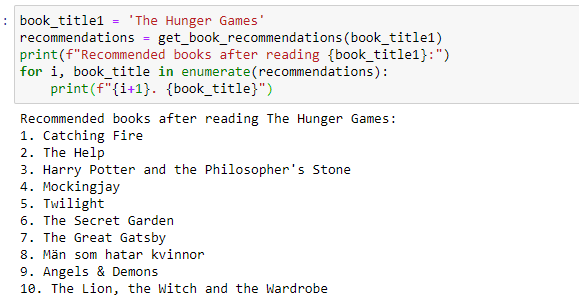 :
book_title1 = 'The Hunger Games'
recommendations = get_book_recommendations(book_title1)
print(f"Recommended books after reading {book_title1}:")
for i, book_title in enumerate(recommendations):
    print(f"{i+1}. {book_title}")
Recommended books after reading The Hunger Games:
1. Catching Fire
2. The Help
3. Harry Potter and the Philosopher's Stone
4. Mockingjay
5. Twilight
6. The Secret Garden
7. The Great Gatsby
8. Män som hatar kvinnor
9. Angels & Demons
10. The Lion, the Witch and the Wardrobe